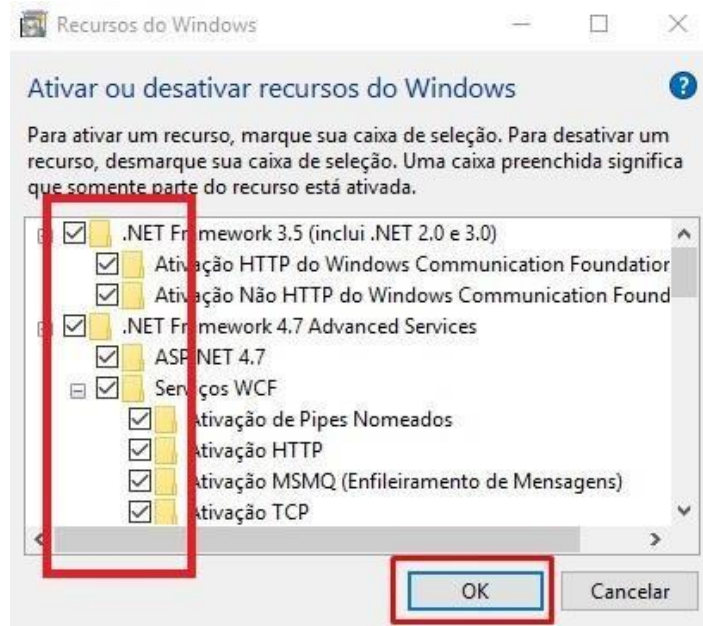 Recursos do Windows
Ativar ou desativar recursos do Windows
?
Para ativar um recurso, marque sua caixa de seleção. Para desativar um
recurso, desmarque sua caixa de seleção. Uma caixa preenchida significa
que somente parte do recurso está ativada.
.NET Framework 3.5 (inclui .NET 2.0 e 3.0)
Ativação HTTP do Windows Communication Foundation
Ativação Não HTTP do Windows Communication Found
.NET Framework 4.7 Advanced Services
ASP.NET 4.7
Serviços WCF
Ativação de Pipes Nomeados
Ativação HTTP
Ativação MSMQ (Enfileiramento de Mensagens)
Ativação TCP
OK
Cancelar